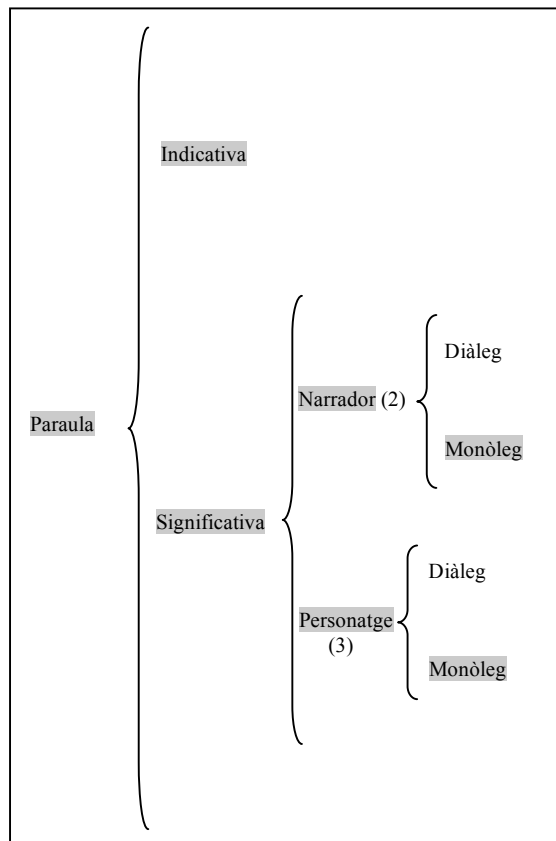 Indicativa
Diàleg
Narrador (2)
Paraula
Monòleg
Significativa
Diàleg
Personatge
(3)
Monòleg